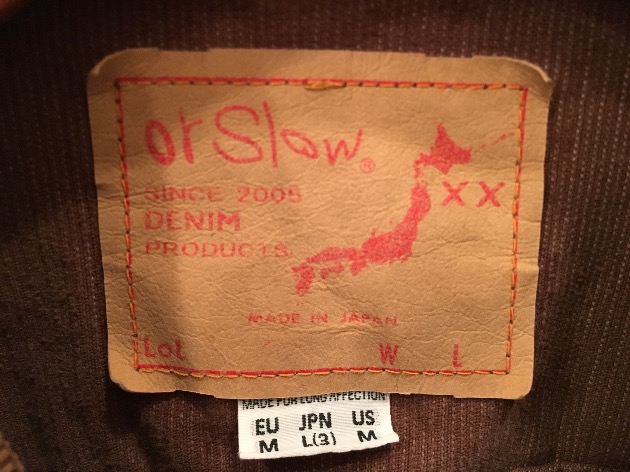 orSlow®
SINCE 2005
DENIM
PRODUCTS
XX
MADE IN JAPAN
Lot W L
MADE FOR LONG AFFECTION
EU JPN US
M L(3) M